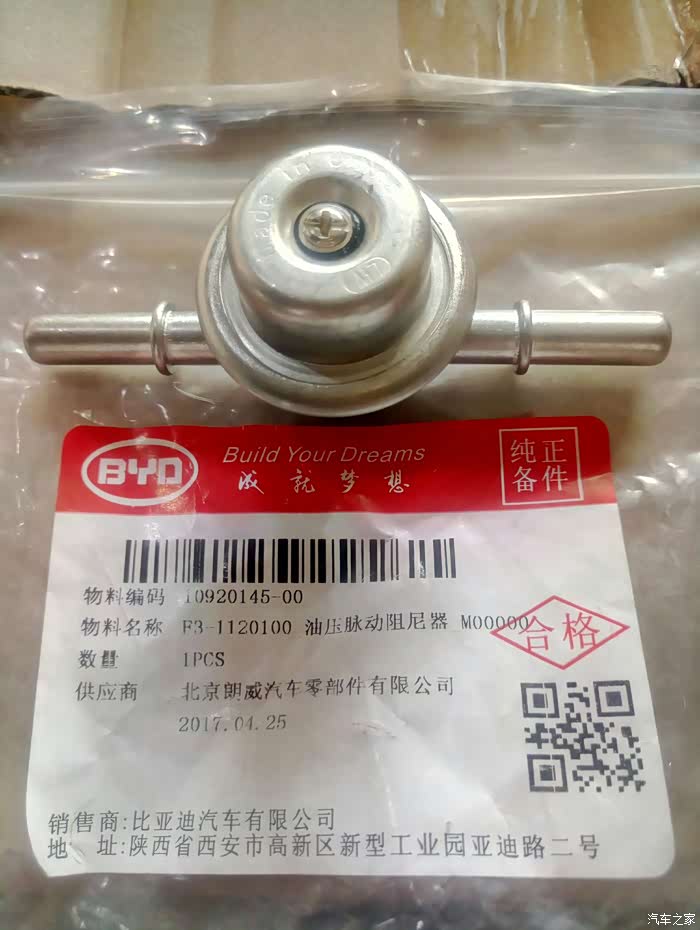 Made in
BYD
Build Your Dreams
成就梦想
纯正
备件
物料编码 10920145-00
物料名称 F3-1120100 油压脉动阻尼器 M00000
合格
数量 1PCS
供应商 北京朗威汽车零部件有限公司
2017.04.25
销售商:比亚迪汽车有限公司
地 址:陕西省西安市高新区新型工业园亚迪路二号
汽车之家